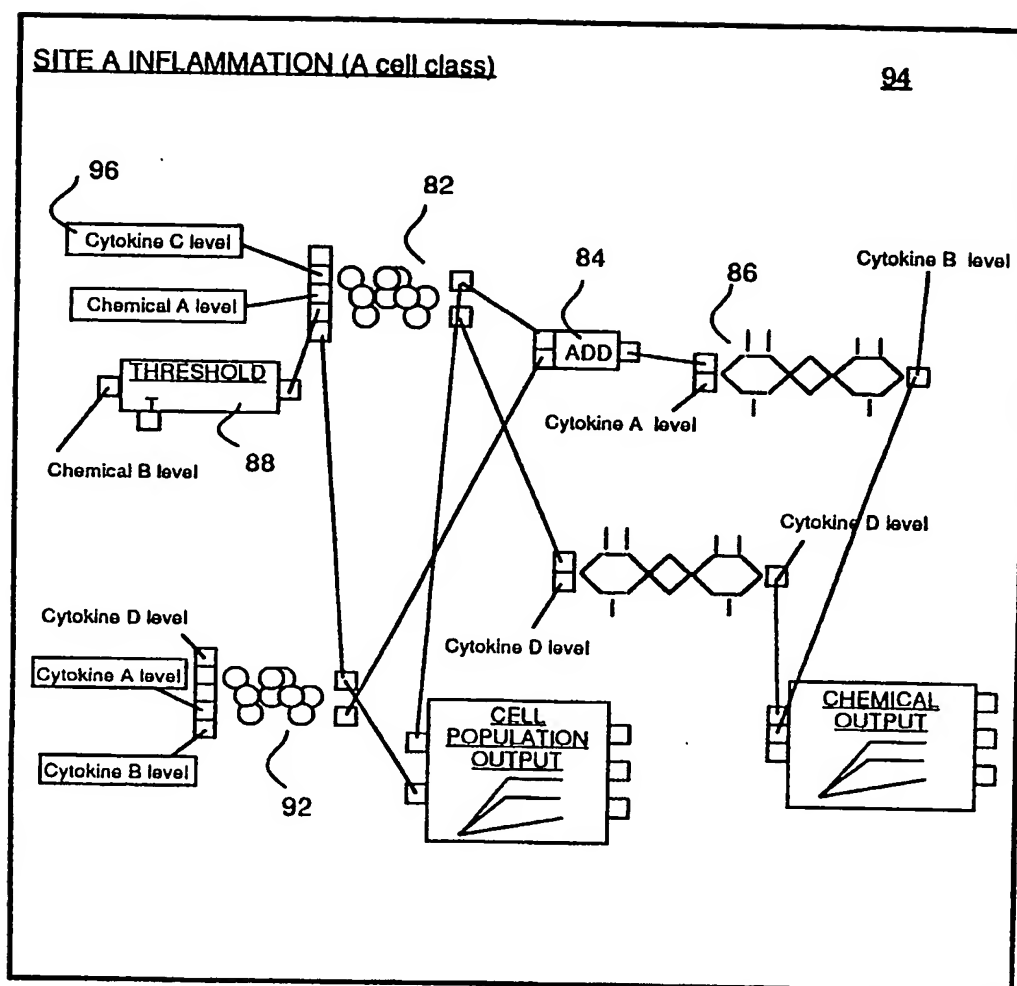 SITE A INFLAMMATION (A cell class)
94
96
82
Cytokine C level
84
86
Cytokine B level
Chemical A level
ADD
THRESHOLD
T
Cytokine A level
Chemical B level
88
Cytokine D level
Cytokine D level
Cytokine D level
Cytokine A level
CELL
POPULATION
OUTPUT
CHEMICAL
OUTPUT
Cytokine B level
92